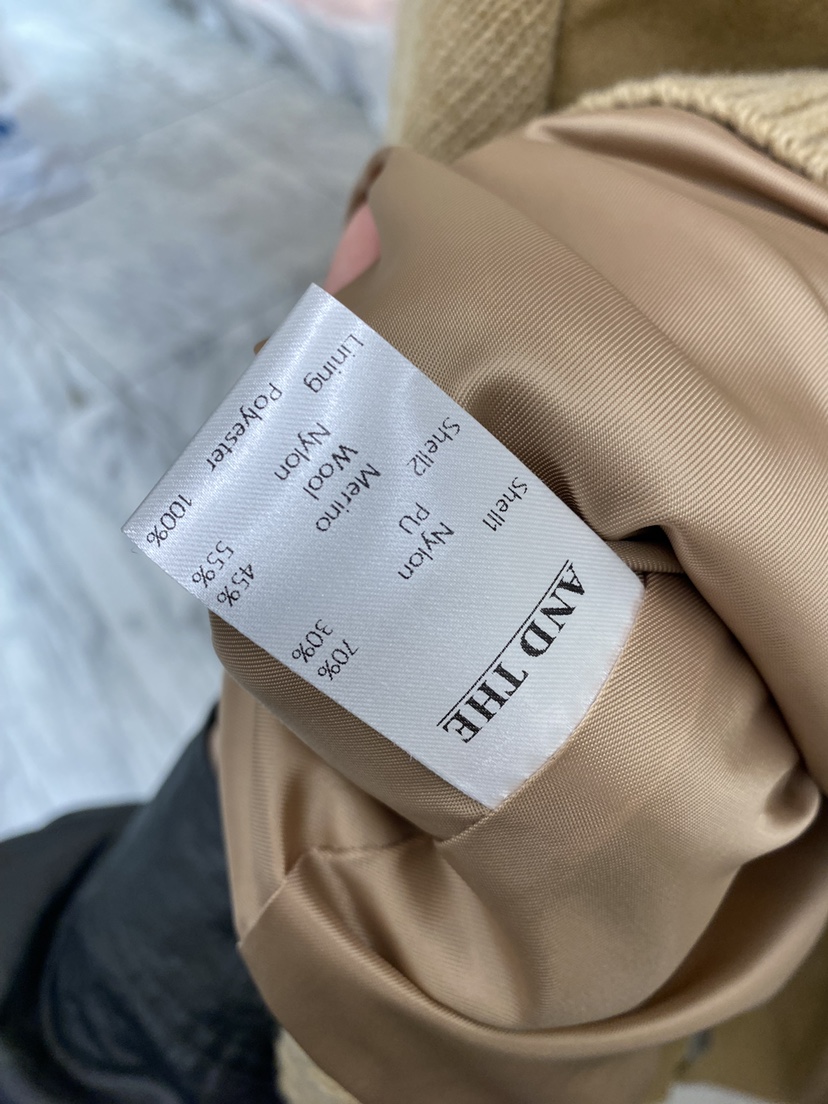 AND THE
Shell1
Nylon 70%
PU 30%
Shell2
Merino
Wool 45%
Nylon 55%
Lining
Polyester 100%